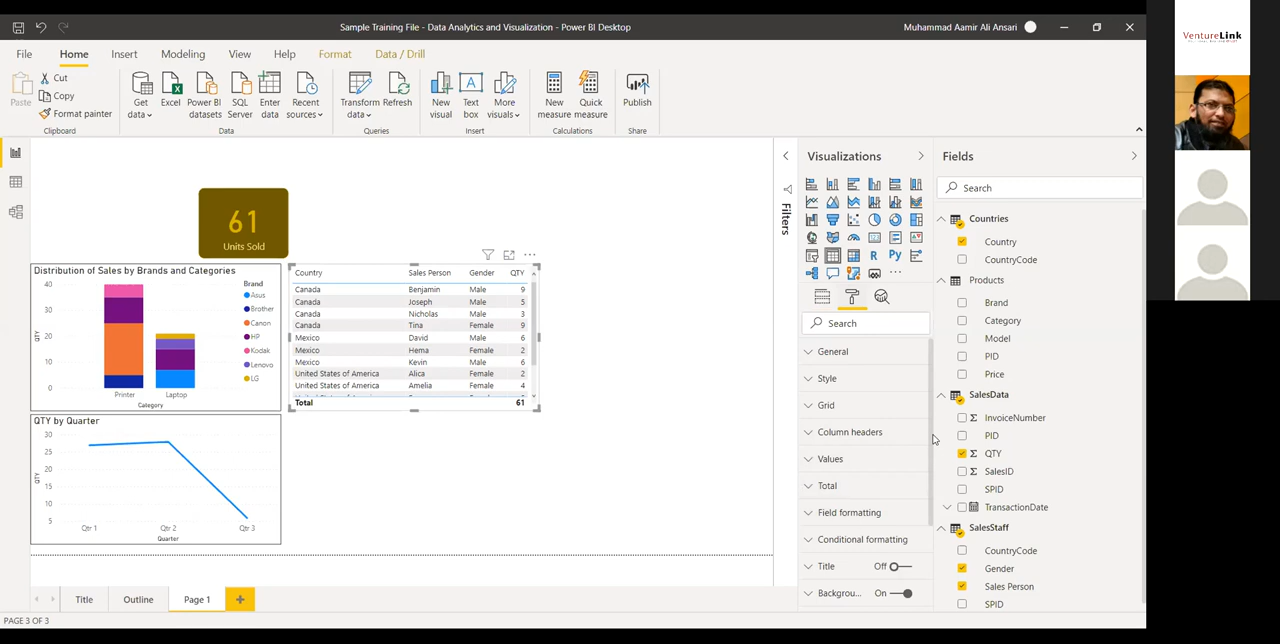 Sample Training File - Data Analytics and Visualization - Power BI Desktop
Muhammad Aamir Ali Ansari
VentureLink
File Home Insert Modeling View Help Format Data / Drill
Paste
Cut
Copy
Format painter
Clipboard
Get data
Excel
Power BI datasets
SQL Server
Enter data
Recent sources
Data
Transform data
Refresh
Queries
New visual
Text box
More visuals
Insert
New measure
Quick measure
Calculations
Publish
Share
61
Units Sold
Distribution of Sales by Brands and Categories
QTY
40
30
20
10
0
Printer Laptop
Category
Brand
Asus
Brother
Canon
HP
Kodak
Lenovo
LG
Country Sales Person Gender QTY
Canada Benjamin Male 9
Canada Joseph Male 5
Canada Nicholas Male 3
Canada Tina Female 9
Mexico David Male 6
Mexico Hema Female 2
Mexico Kevin Male 6
United States of America Alica Female 2
United States of America Amelia Female 4
Total 61
QTY by Quarter
QTY
30
25
20
15
10
5
Qtr 1 Qtr 2 Qtr 3
Quarter
Filters
Visualizations
R Py
Search
General
Style
Grid
Column headers
Values
Total
Field formatting
Conditional formatting
Title Off
Backgrou... On
Fields
Search
Countries
Country
CountryCode
Products
Brand
Category
Model
PID
Price
SalesData
InvoiceNumber
PID
QTY
SalesID
SPID
TransactionDate
SalesStaff
CountryCode
Gender
Sales Person
SPID
Title Outline Page 1
PAGE 3 OF 3